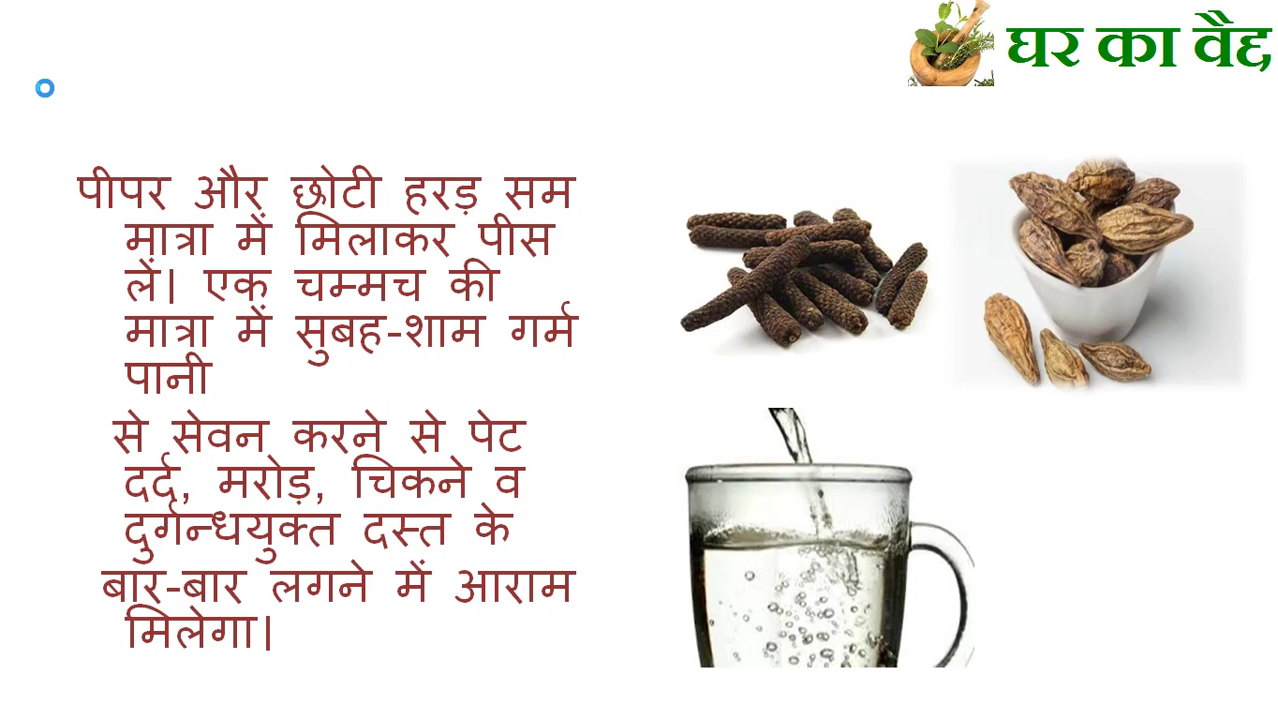 घर का वैद्द
पीपर और छोटी हरड़ सम
मात्रा में मिलाकर पीस
लें। एक चम्मच की
मात्रा में सुबह-शाम गर्म
पानी
से सेवन करने से पेट
दर्द, मरोड़, चिकने व
दुर्गन्धयुक्त दस्त के
बार-बार लगने में आराम
मिलेगा।